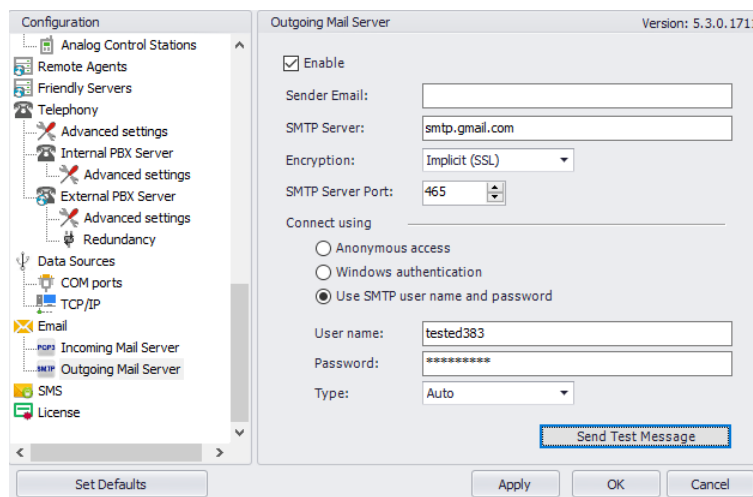 Configuration
Analog Control Stations
Remote Agents
Friendly Servers
Telephony
Advanced settings
Internal PBX Server
Advanced settings
External PBX Server
Advanced settings
Redundancy
Data Sources
COM ports
TCP/IP
Email
POP3 Incoming Mail Server
SMTP Outgoing Mail Server
SMS
License
Set Defaults
Outgoing Mail Server
Version: 5.3.0.171
Enable
Sender Email:
SMTP Server: smtp.gmail.com
Encryption: Implicit (SSL)
SMTP Server Port: 465
Connect using
Anonymous access
Windows authentication
Use SMTP user name and password
User name: tested383
Password: *********
Type: Auto
Send Test Message
Apply OK Cancel